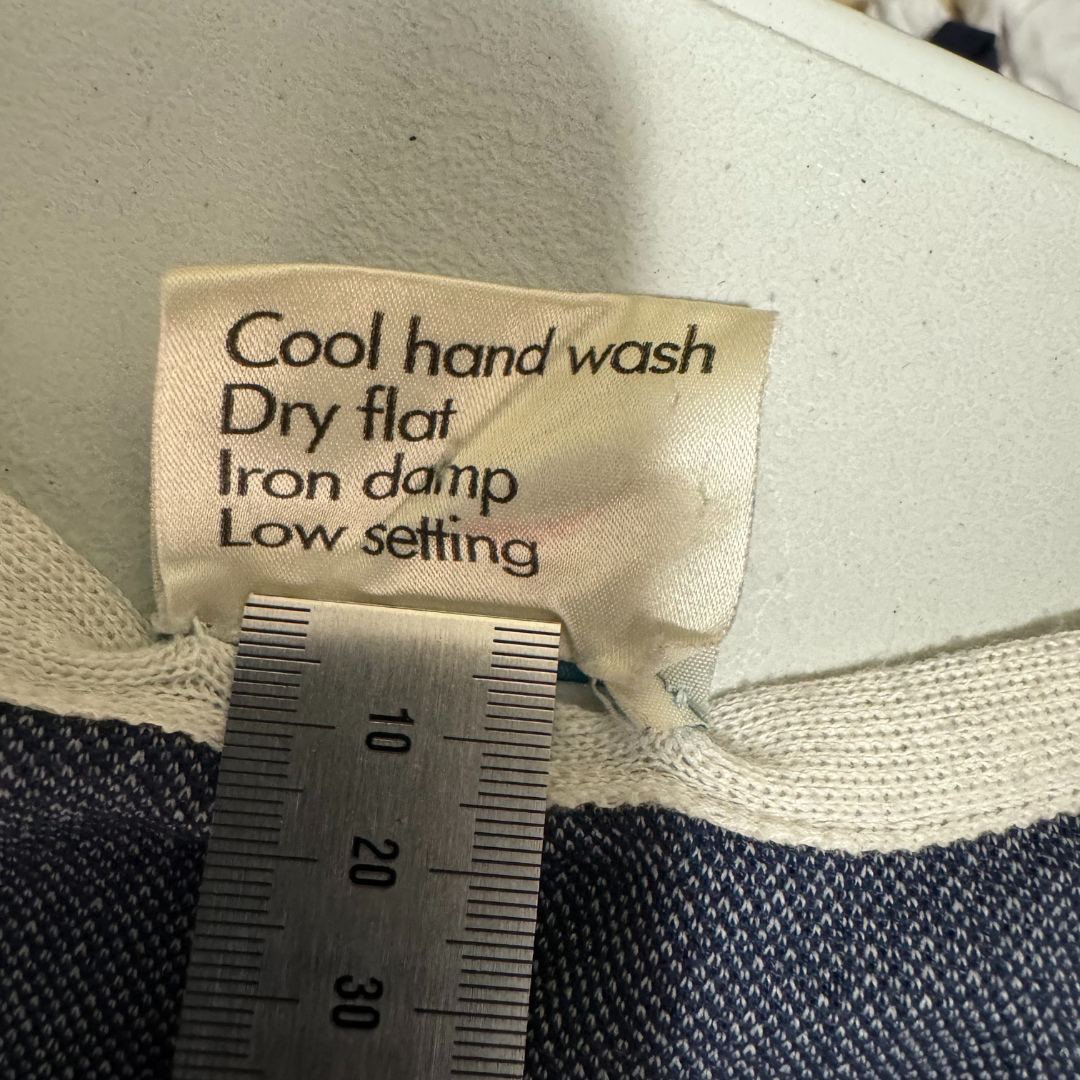 Cool hand wash
Dry flat
Iron damp
Low setting
10
20
30